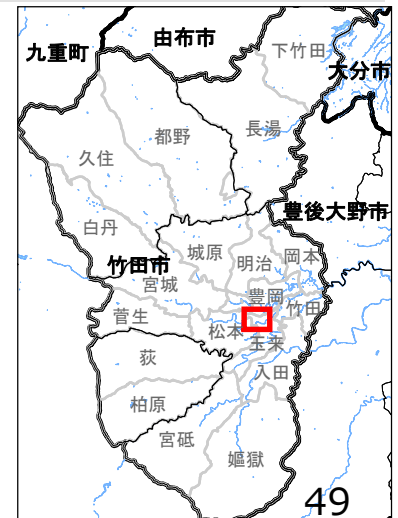 由布市
九重町
下竹田
大分市
都野
長湯
久住
白丹
豊後大野市
城原
岡本
明治
竹田市
宮城
豊岡
竹田
菅生
松本
玉来
荻
入田
柏原
宮砥
嫗獄
49